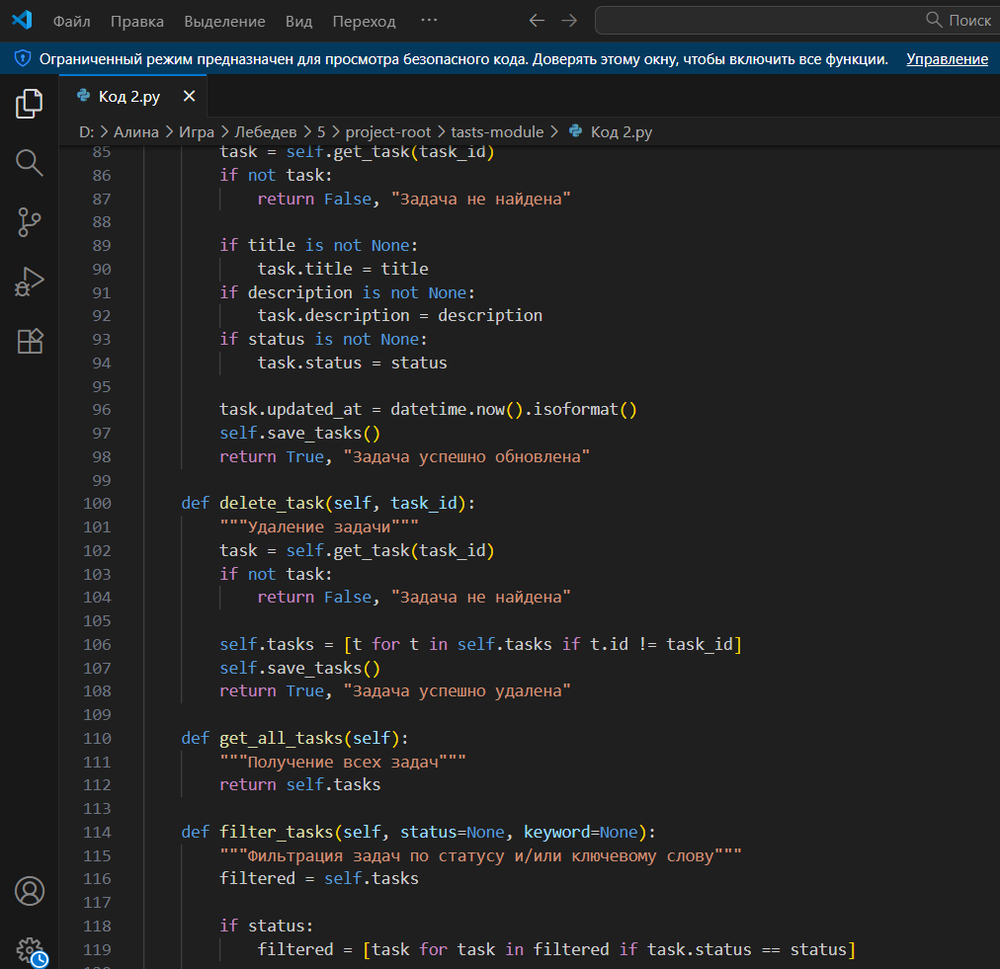 Файл Правка Выделение Вид Переход ··· ← → Поиск
Ограниченный режим предназначен для просмотра безопасного кода. Доверять этому окну, чтобы включить все функции. Управление
Код 2.py ×
D: > Алина > Игра > Лебедев > 5 > project-root > tasts-module > Код 2.py
85 task = self.get_task(task_id)
86 if not task:
87 return False, "Задача не найдена"
88
89 if title is not None:
90 task.title = title
91 if description is not None:
92 task.description = description
93 if status is not None:
94 task.status = status
95
96 task.updated_at = datetime.now().isoformat()
97 self.save_tasks()
98 return True, "Задача успешно обновлена"
99
100 def delete_task(self, task_id):
101 """Удаление задачи"""
102 task = self.get_task(task_id)
103 if not task:
104 return False, "Задача не найдена"
105
106 self.tasks = [t for t in self.tasks if t.id != task_id]
107 self.save_tasks()
108 return True, "Задача успешно удалена"
109
110 def get_all_tasks(self):
111 """Получение всех задач"""
112 return self.tasks
113
114 def filter_tasks(self, status=None, keyword=None):
115 """Фильтрация задач по статусу и/или ключевому слову"""
116 filtered = self.tasks
117
118 if status:
119 filtered = [task for task in filtered if task.status == status]